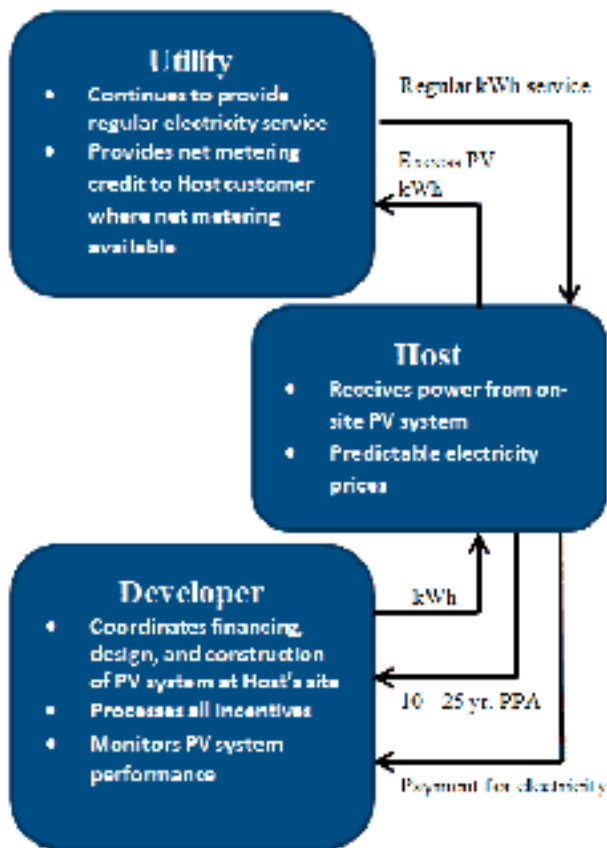 Utility
• Continues to provide
regular electricity service
• Provides net metering
credit to Host customer
where net metering
available
Regular kWh service
Excess PV
kWh
Host
• Receives power from on-
site PV system
• Predictable electricity
prices
Developer
• Coordinates financing,
design, and construction
of PV system at Host's site
• Processes all incentives
• Monitors PV system
performance
kWh
10 - 25 yr. PPA
Payment for electricity